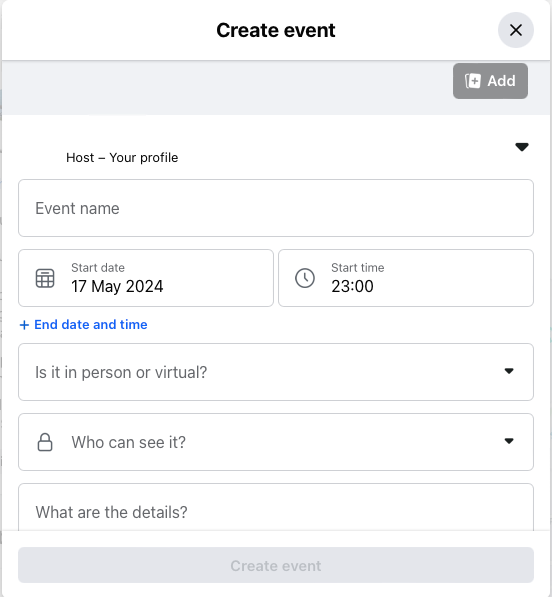 Create event
Add
Host – Your profile
Event name
Start date
17 May 2024
Start time
23:00
+ End date and time
Is it in person or virtual?
Who can see it?
What are the details?
Create event